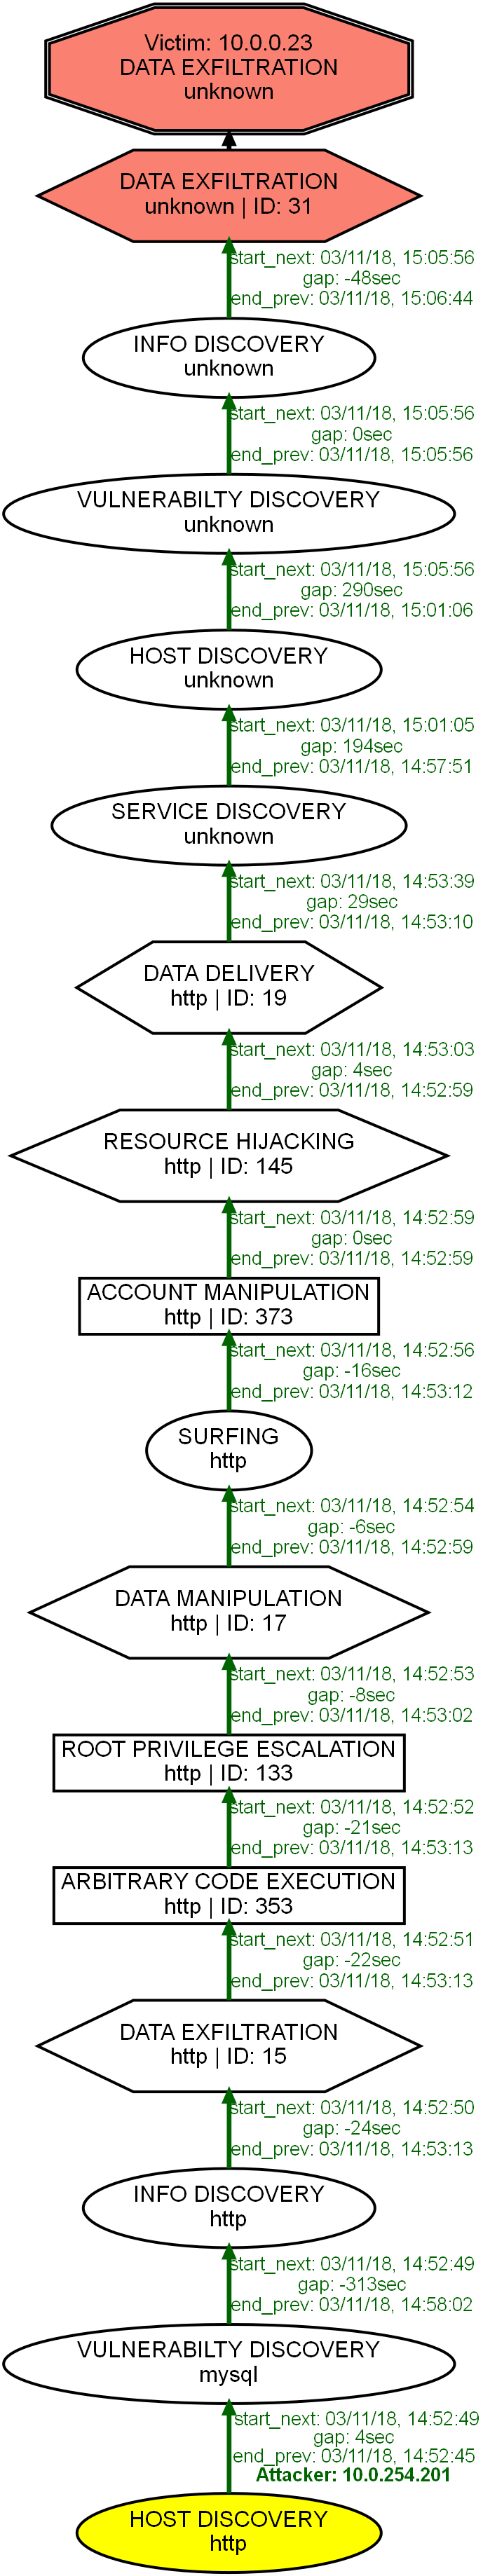 Victim: 10.0.0.23
DATA EXFILTRATION
unknown
DATA EXFILTRATION
unknown | ID: 31
start_next: 03/11/18, 15:05:56
gap: -48sec
end_prev: 03/11/18, 15:06:44
INFO DISCOVERY
unknown
start_next: 03/11/18, 15:05:56
gap: 0sec
end_prev: 03/11/18, 15:05:56
VULNERABILTY DISCOVERY
unknown
start_next: 03/11/18, 15:05:56
gap: 290sec
end_prev: 03/11/18, 15:01:06
HOST DISCOVERY
unknown
start_next: 03/11/18, 15:01:05
gap: 194sec
end_prev: 03/11/18, 14:57:51
SERVICE DISCOVERY
unknown
start_next: 03/11/18, 14:53:39
gap: 29sec
end_prev: 03/11/18, 14:53:10
DATA DELIVERY
http | ID: 19
start_next: 03/11/18, 14:53:03
gap: 4sec
end_prev: 03/11/18, 14:52:59
RESOURCE HIJACKING
http | ID: 145
start_next: 03/11/18, 14:52:59
gap: 0sec
end_prev: 03/11/18, 14:52:59
ACCOUNT MANIPULATION
http | ID: 373
start_next: 03/11/18, 14:52:56
gap: -16sec
end_prev: 03/11/18, 14:53:12
SURFING
http
start_next: 03/11/18, 14:52:54
gap: -6sec
end_prev: 03/11/18, 14:52:59
DATA MANIPULATION
http | ID: 17
start_next: 03/11/18, 14:52:53
gap: -8sec
end_prev: 03/11/18, 14:53:02
ROOT PRIVILEGE ESCALATION
http | ID: 133
start_next: 03/11/18, 14:52:52
gap: -21sec
end_prev: 03/11/18, 14:53:13
ARBITRARY CODE EXECUTION
http | ID: 353
start_next: 03/11/18, 14:52:51
gap: -22sec
end_prev: 03/11/18, 14:53:13
DATA EXFILTRATION
http | ID: 15
start_next: 03/11/18, 14:52:50
gap: -24sec
end_prev: 03/11/18, 14:53:13
INFO DISCOVERY
http
start_next: 03/11/18, 14:52:49
gap: -313sec
end_prev: 03/11/18, 14:58:02
VULNERABILTY DISCOVERY
mysql
start_next: 03/11/18, 14:52:49
gap: 4sec
end_prev: 03/11/18, 14:52:45
Attacker: 10.0.254.201
HOST DISCOVERY
http